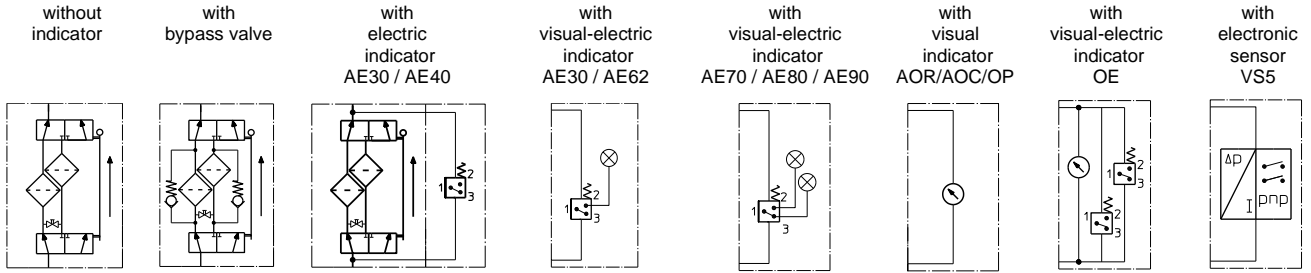 without
indicator
with
bypass valve
with
electric
indicator
AE30 / AE40
with
visual-electric
indicator
AE30 / AE62
with
visual-electric
indicator
AE70 / AE80 / AE90
with
visual
indicator
AOR/AOC/OP
with
visual-electric
indicator
OE
with
electronic
sensor
VS5
1
2
3
1
2
3
1
2
3
1
2
3
1
2
3
Δp
I
pnp